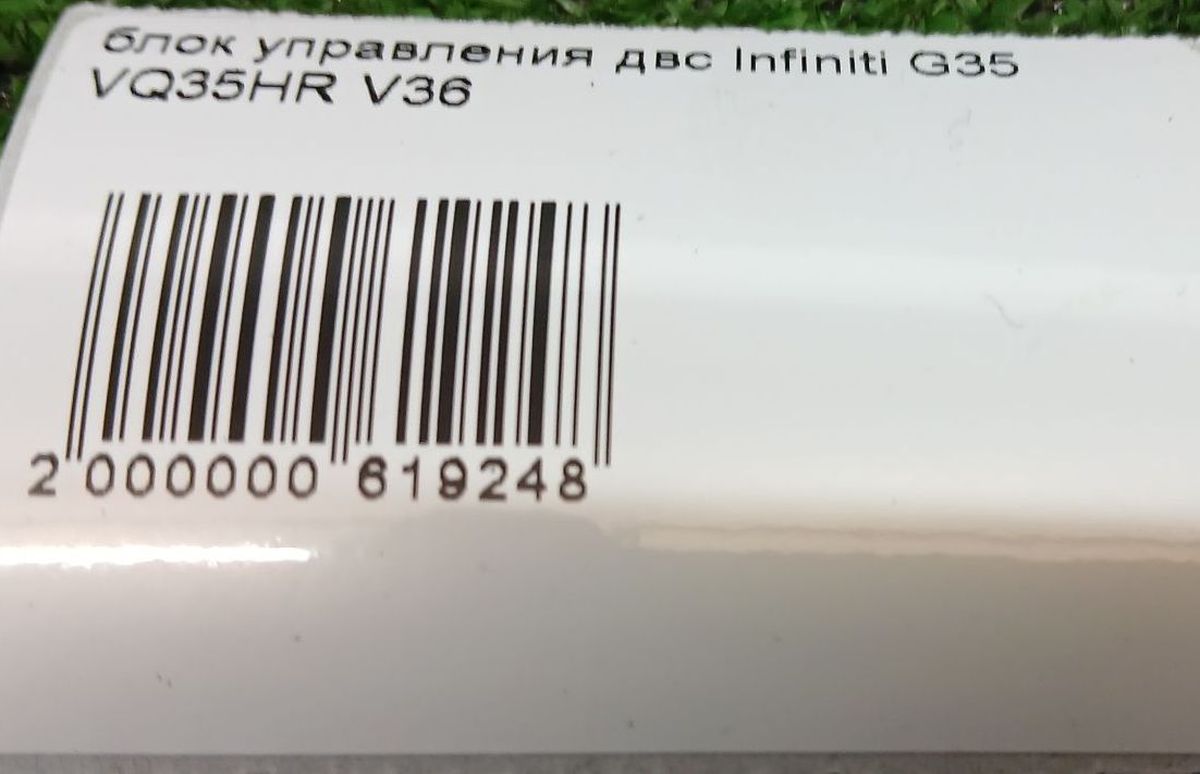 блок управления двс Infiniti G35
VQ35HR V36
2 000000 619248